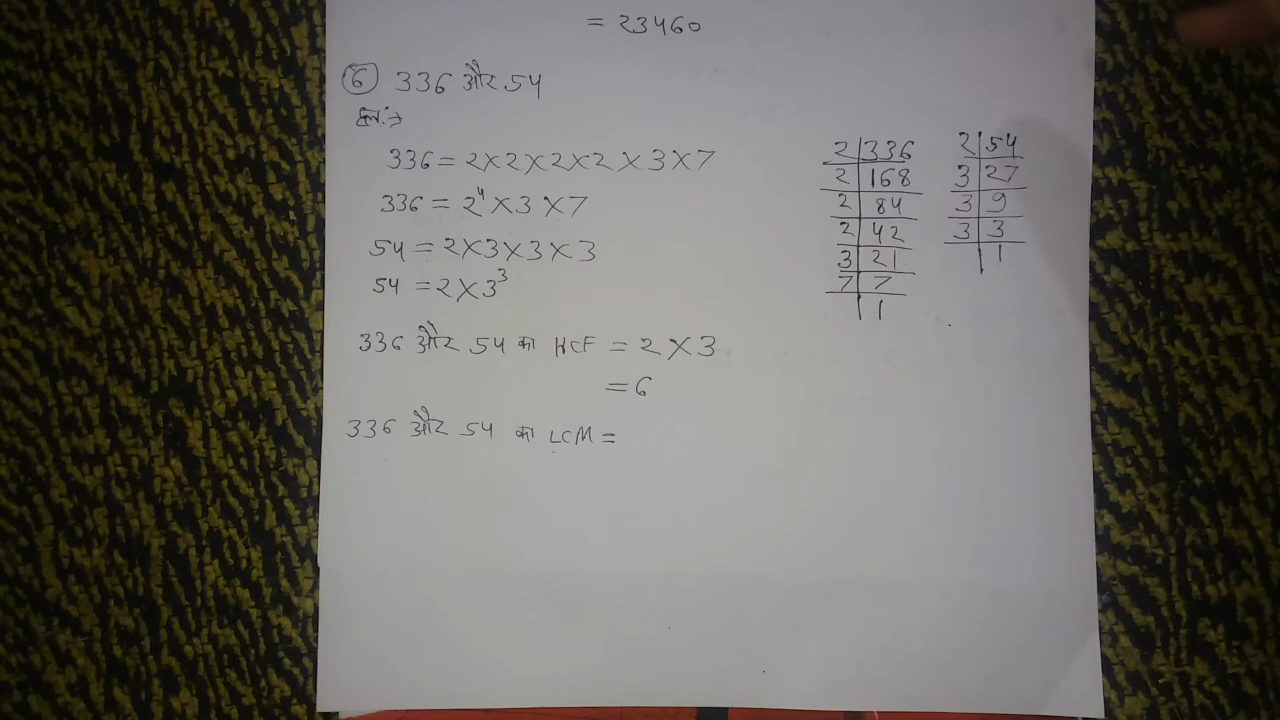 = 23460
⑥ 336 और 54
हल:→
336 = 2×2×2×2×3×7
336 = 2⁴×3×7
54 = 2×3×3×3
54 = 2×3³
336 और 54 का HCF = 2×3
= 6
336 और 54 का LCM =
2|336
2|168
2|84
2|42
3|21
7|7
|1
2|54
3|27
3|9
3|3
|1